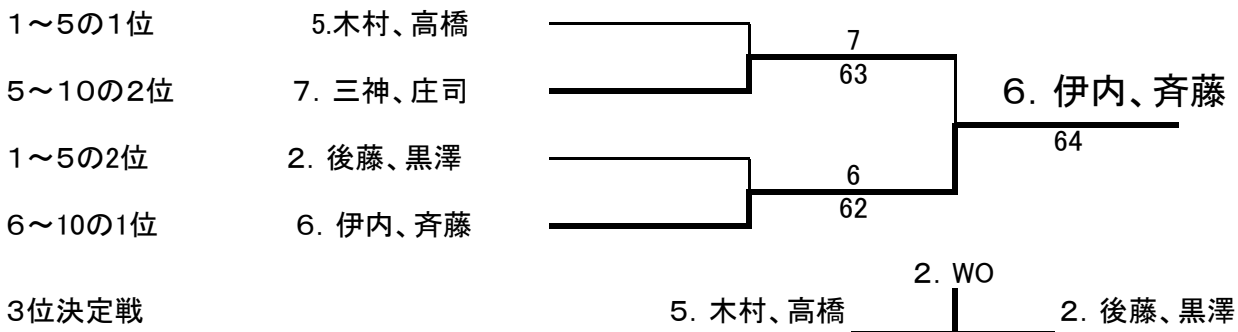 1～5の1位 5.木村、高橋
7
63
5～10の2位 7. 三神、庄司
6. 伊内、斉藤
64
1～5の2位 2. 後藤、黒澤
6
62
6～10の1位 6. 伊内、斉藤
2. WO
3位決定戦 5. 木村、高橋 2. 後藤、黒澤